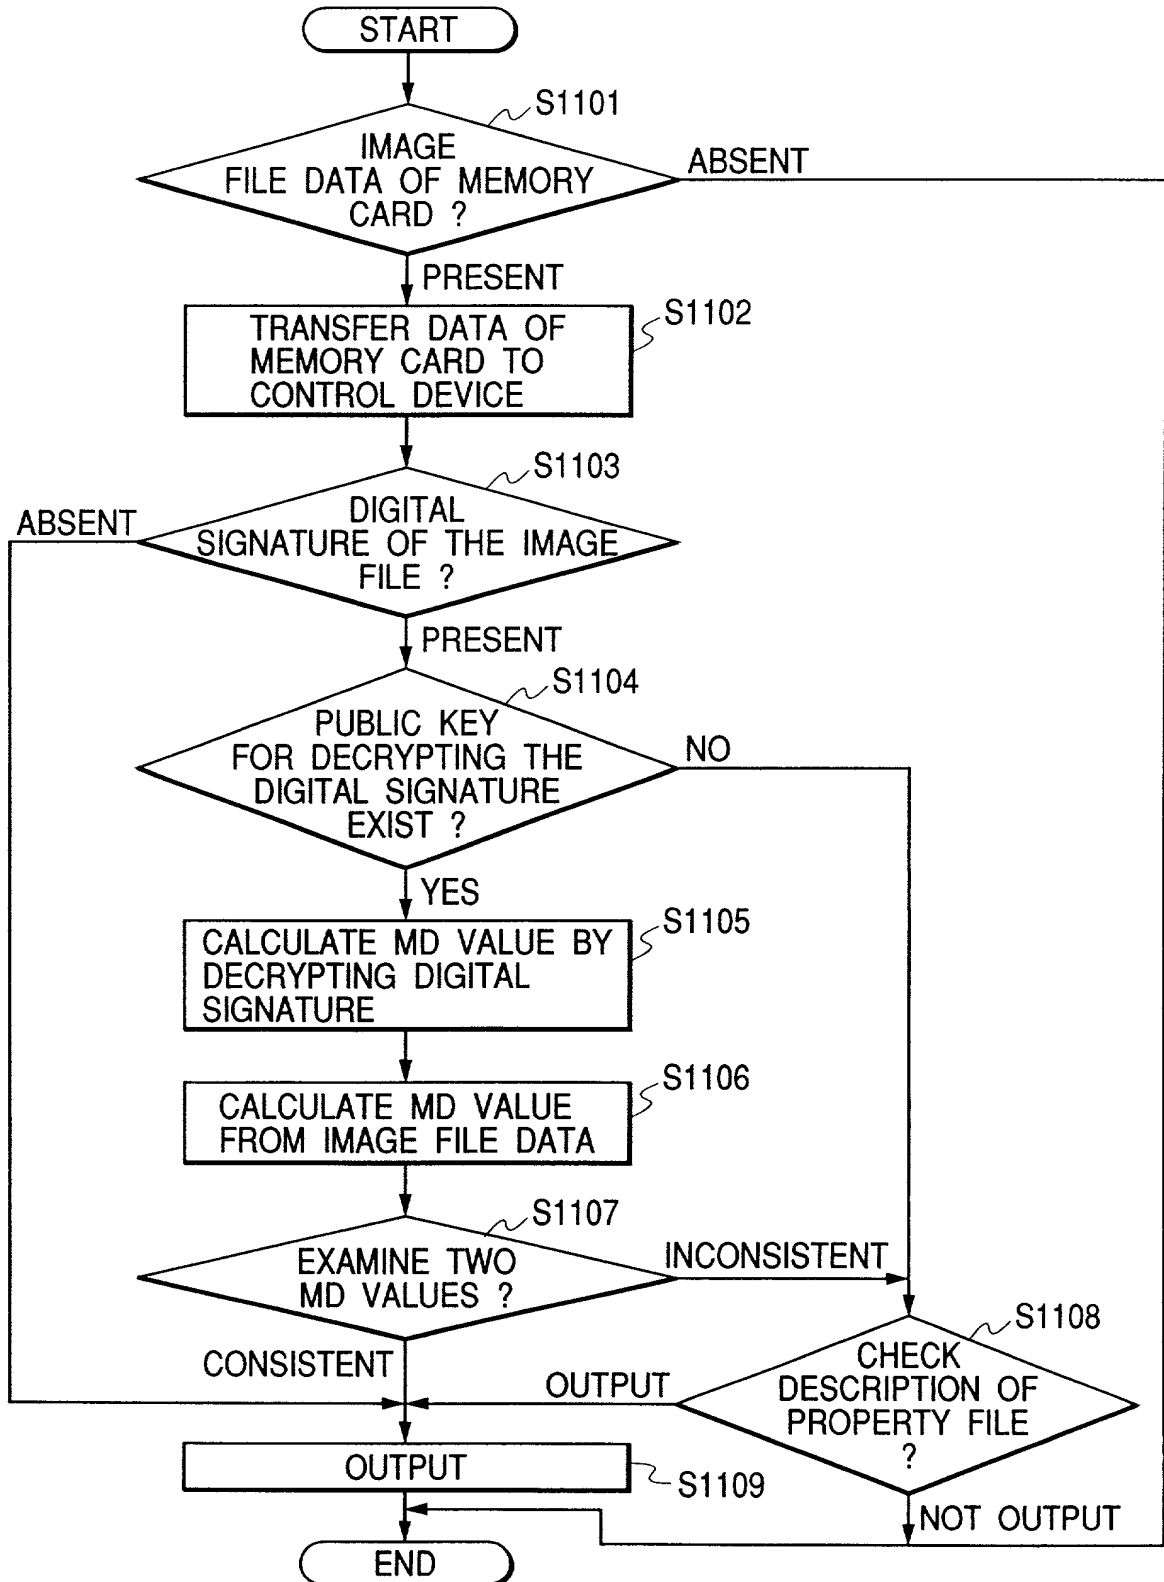 START
S1101
IMAGE
FILE DATA OF MEMORY
CARD ?
ABSENT
PRESENT
S1102
TRANSFER DATA OF
MEMORY CARD TO
CONTROL DEVICE
S1103
ABSENT
DIGITAL
SIGNATURE OF THE IMAGE
FILE ?
PRESENT
S1104
PUBLIC KEY
FOR DECRYPTING THE
DIGITAL SIGNATURE
EXIST ?
NO
YES
S1105
CALCULATE MD VALUE BY
DECRYPTING DIGITAL
SIGNATURE
S1106
CALCULATE MD VALUE
FROM IMAGE FILE DATA
S1107
EXAMINE TWO
MD VALUES ?
INCONSISTENT
CONSISTENT
S1108
CHECK
DESCRIPTION OF
PROPERTY FILE
?
OUTPUT
NOT OUTPUT
OUTPUT
S1109
END